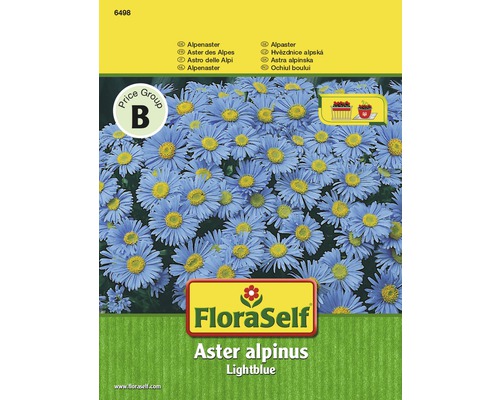 6498
Alpenaster
Aster des Alpes
Astro delle Alpi
Alpenaster
Alpaster
Hvězdnice alpská
Astra alpinska
Ochiul boului
Price Group
B
FloraSelf
Aster alpinus
Lightblue
www.floraself.com